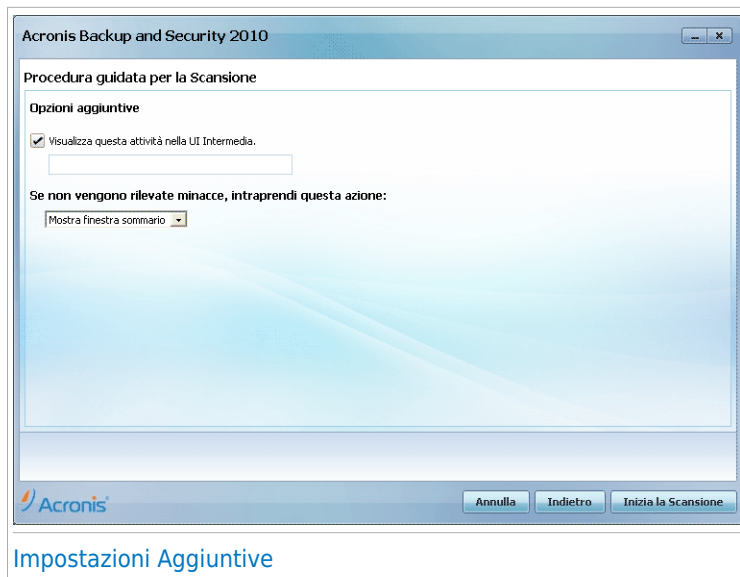 Acronis Backup and Security 2010
Procedura guidata per la Scansione
Opzioni aggiuntive
Visualizza questa attività nella UI Intermedia.
Se non vengono rilevate minacce, intraprendi questa azione:
Mostra finestra sommario
Acronis
Annulla Indietro Inizia la Scansione
Impostazioni Aggiuntive